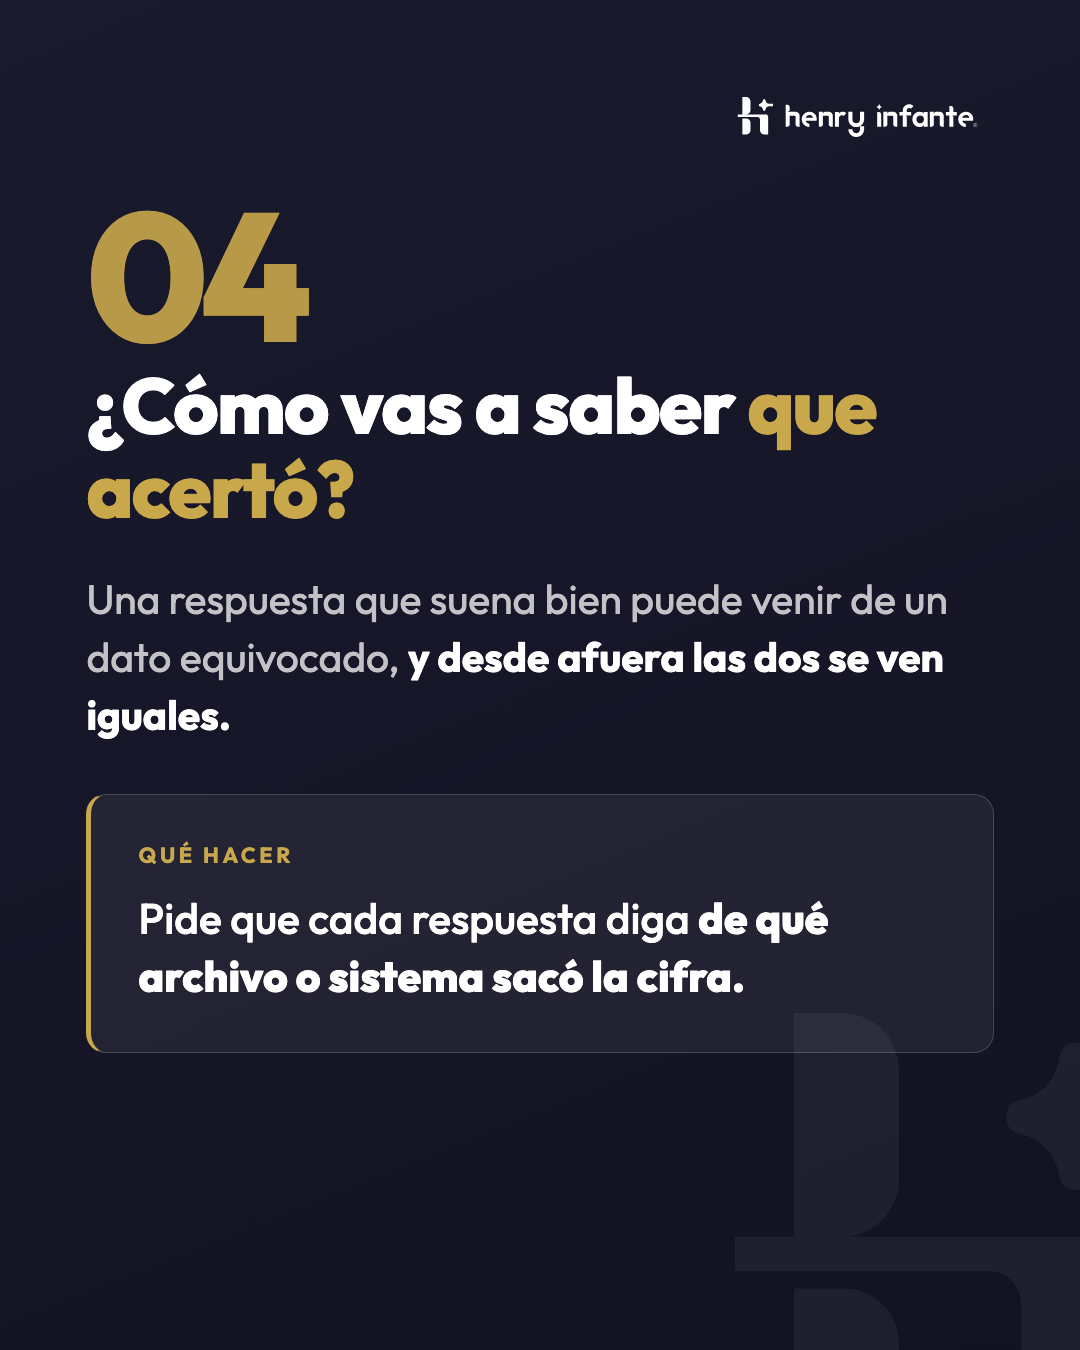 henry infante
04
¿Cómo vas a saber que
acertó?
Una respuesta que suena bien puede venir de un
dato equivocado, y desde afuera las dos se ven
iguales.
QUÉ HACER
Pide que cada respuesta diga de qué
archivo o sistema sacó la cifra.